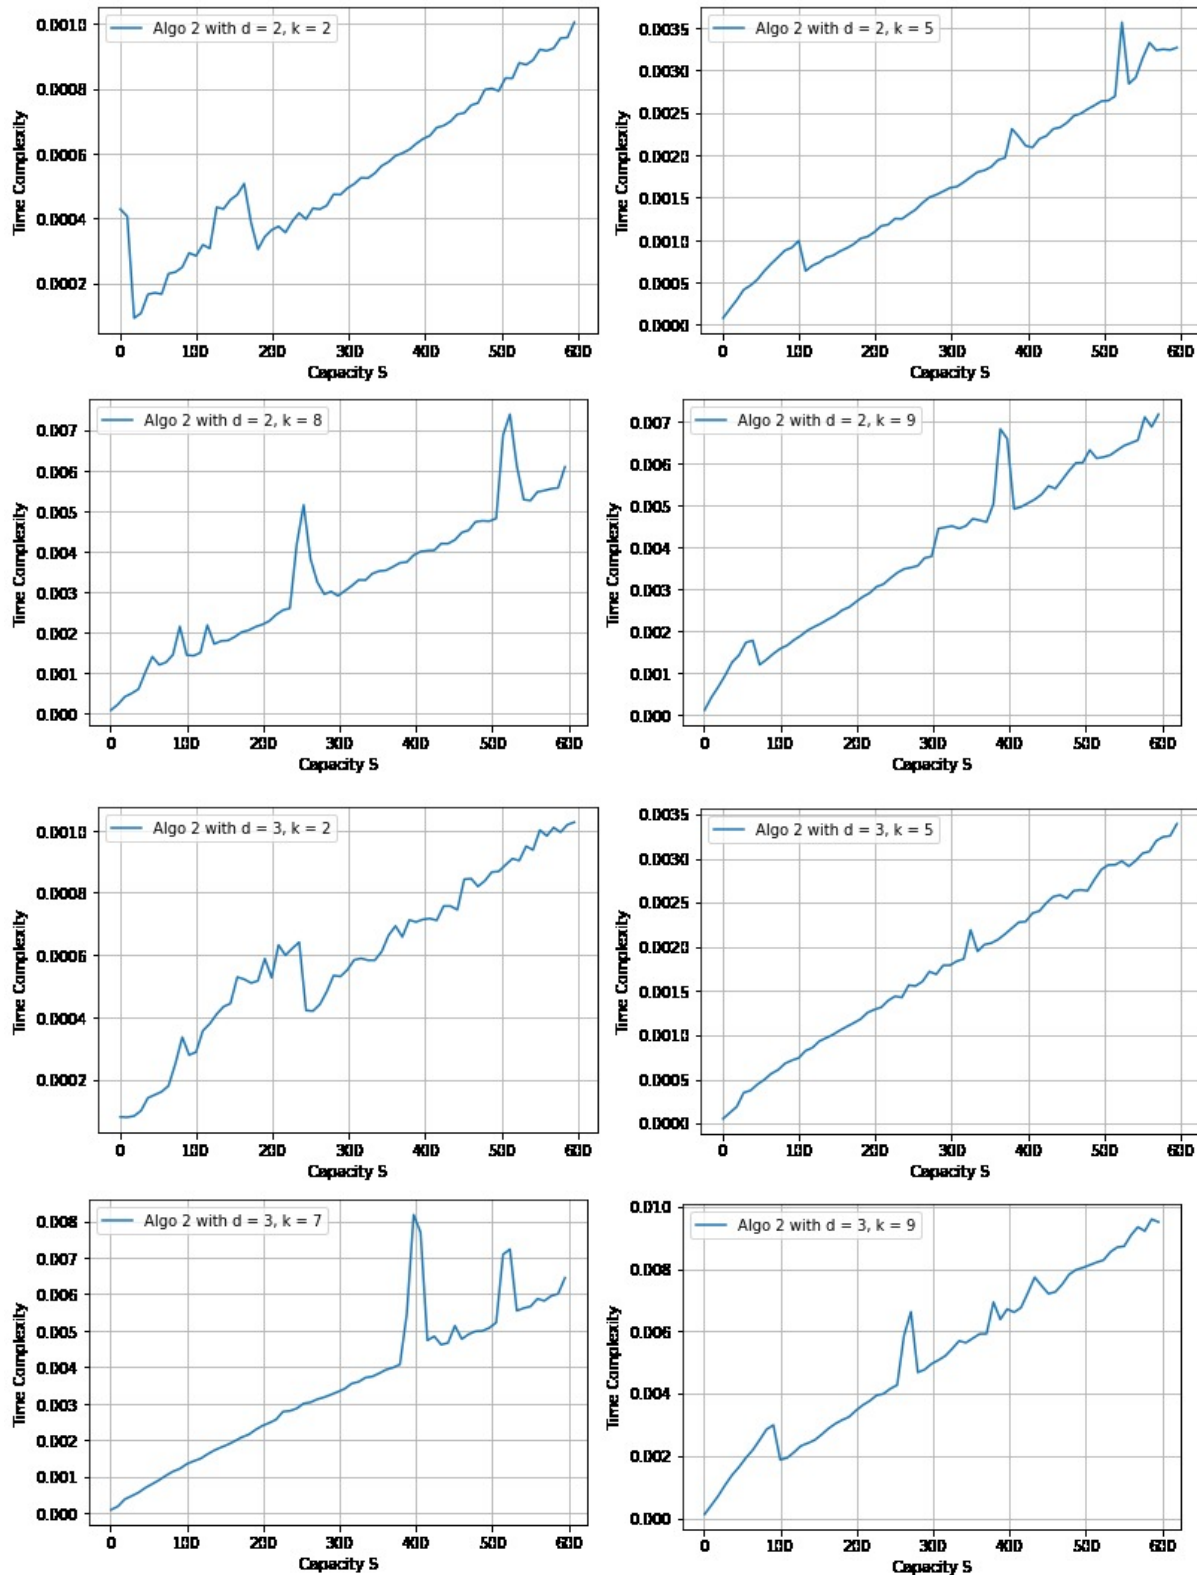 Algo 2 with d = 2, k = 2
Time Complexity
0.0010
0.0008
0.0006
0.0004
0.0002
0 100 200 300 400 500 600
Capacity S
Algo 2 with d = 2, k = 5
Time Complexity
0.0035
0.0030
0.0025
0.0020
0.0015
0.0010
0.0005
0.0000
0 100 200 300 400 500 600
Capacity S
Algo 2 with d = 2, k = 8
Time Complexity
0.007
0.006
0.005
0.004
0.003
0.002
0.001
0.000
0 100 200 300 400 500 600
Capacity S
Algo 2 with d = 2, k = 9
Time Complexity
0.007
0.006
0.005
0.004
0.003
0.002
0.001
0.000
0 100 200 300 400 500 600
Capacity S
Algo 2 with d = 3, k = 2
Time Complexity
0.0010
0.0008
0.0006
0.0004
0.0002
0 100 200 300 400 500 600
Capacity S
Algo 2 with d = 3, k = 5
Time Complexity
0.0035
0.0030
0.0025
0.0020
0.0015
0.0010
0.0005
0.0000
0 100 200 300 400 500 600
Capacity S
Algo 2 with d = 3, k = 7
Time Complexity
0.008
0.007
0.006
0.005
0.004
0.003
0.002
0.001
0.000
0 100 200 300 400 500 600
Capacity S
Algo 2 with d = 3, k = 9
Time Complexity
0.010
0.008
0.006
0.004
0.002
0.000
0 100 200 300 400 500 600
Capacity S